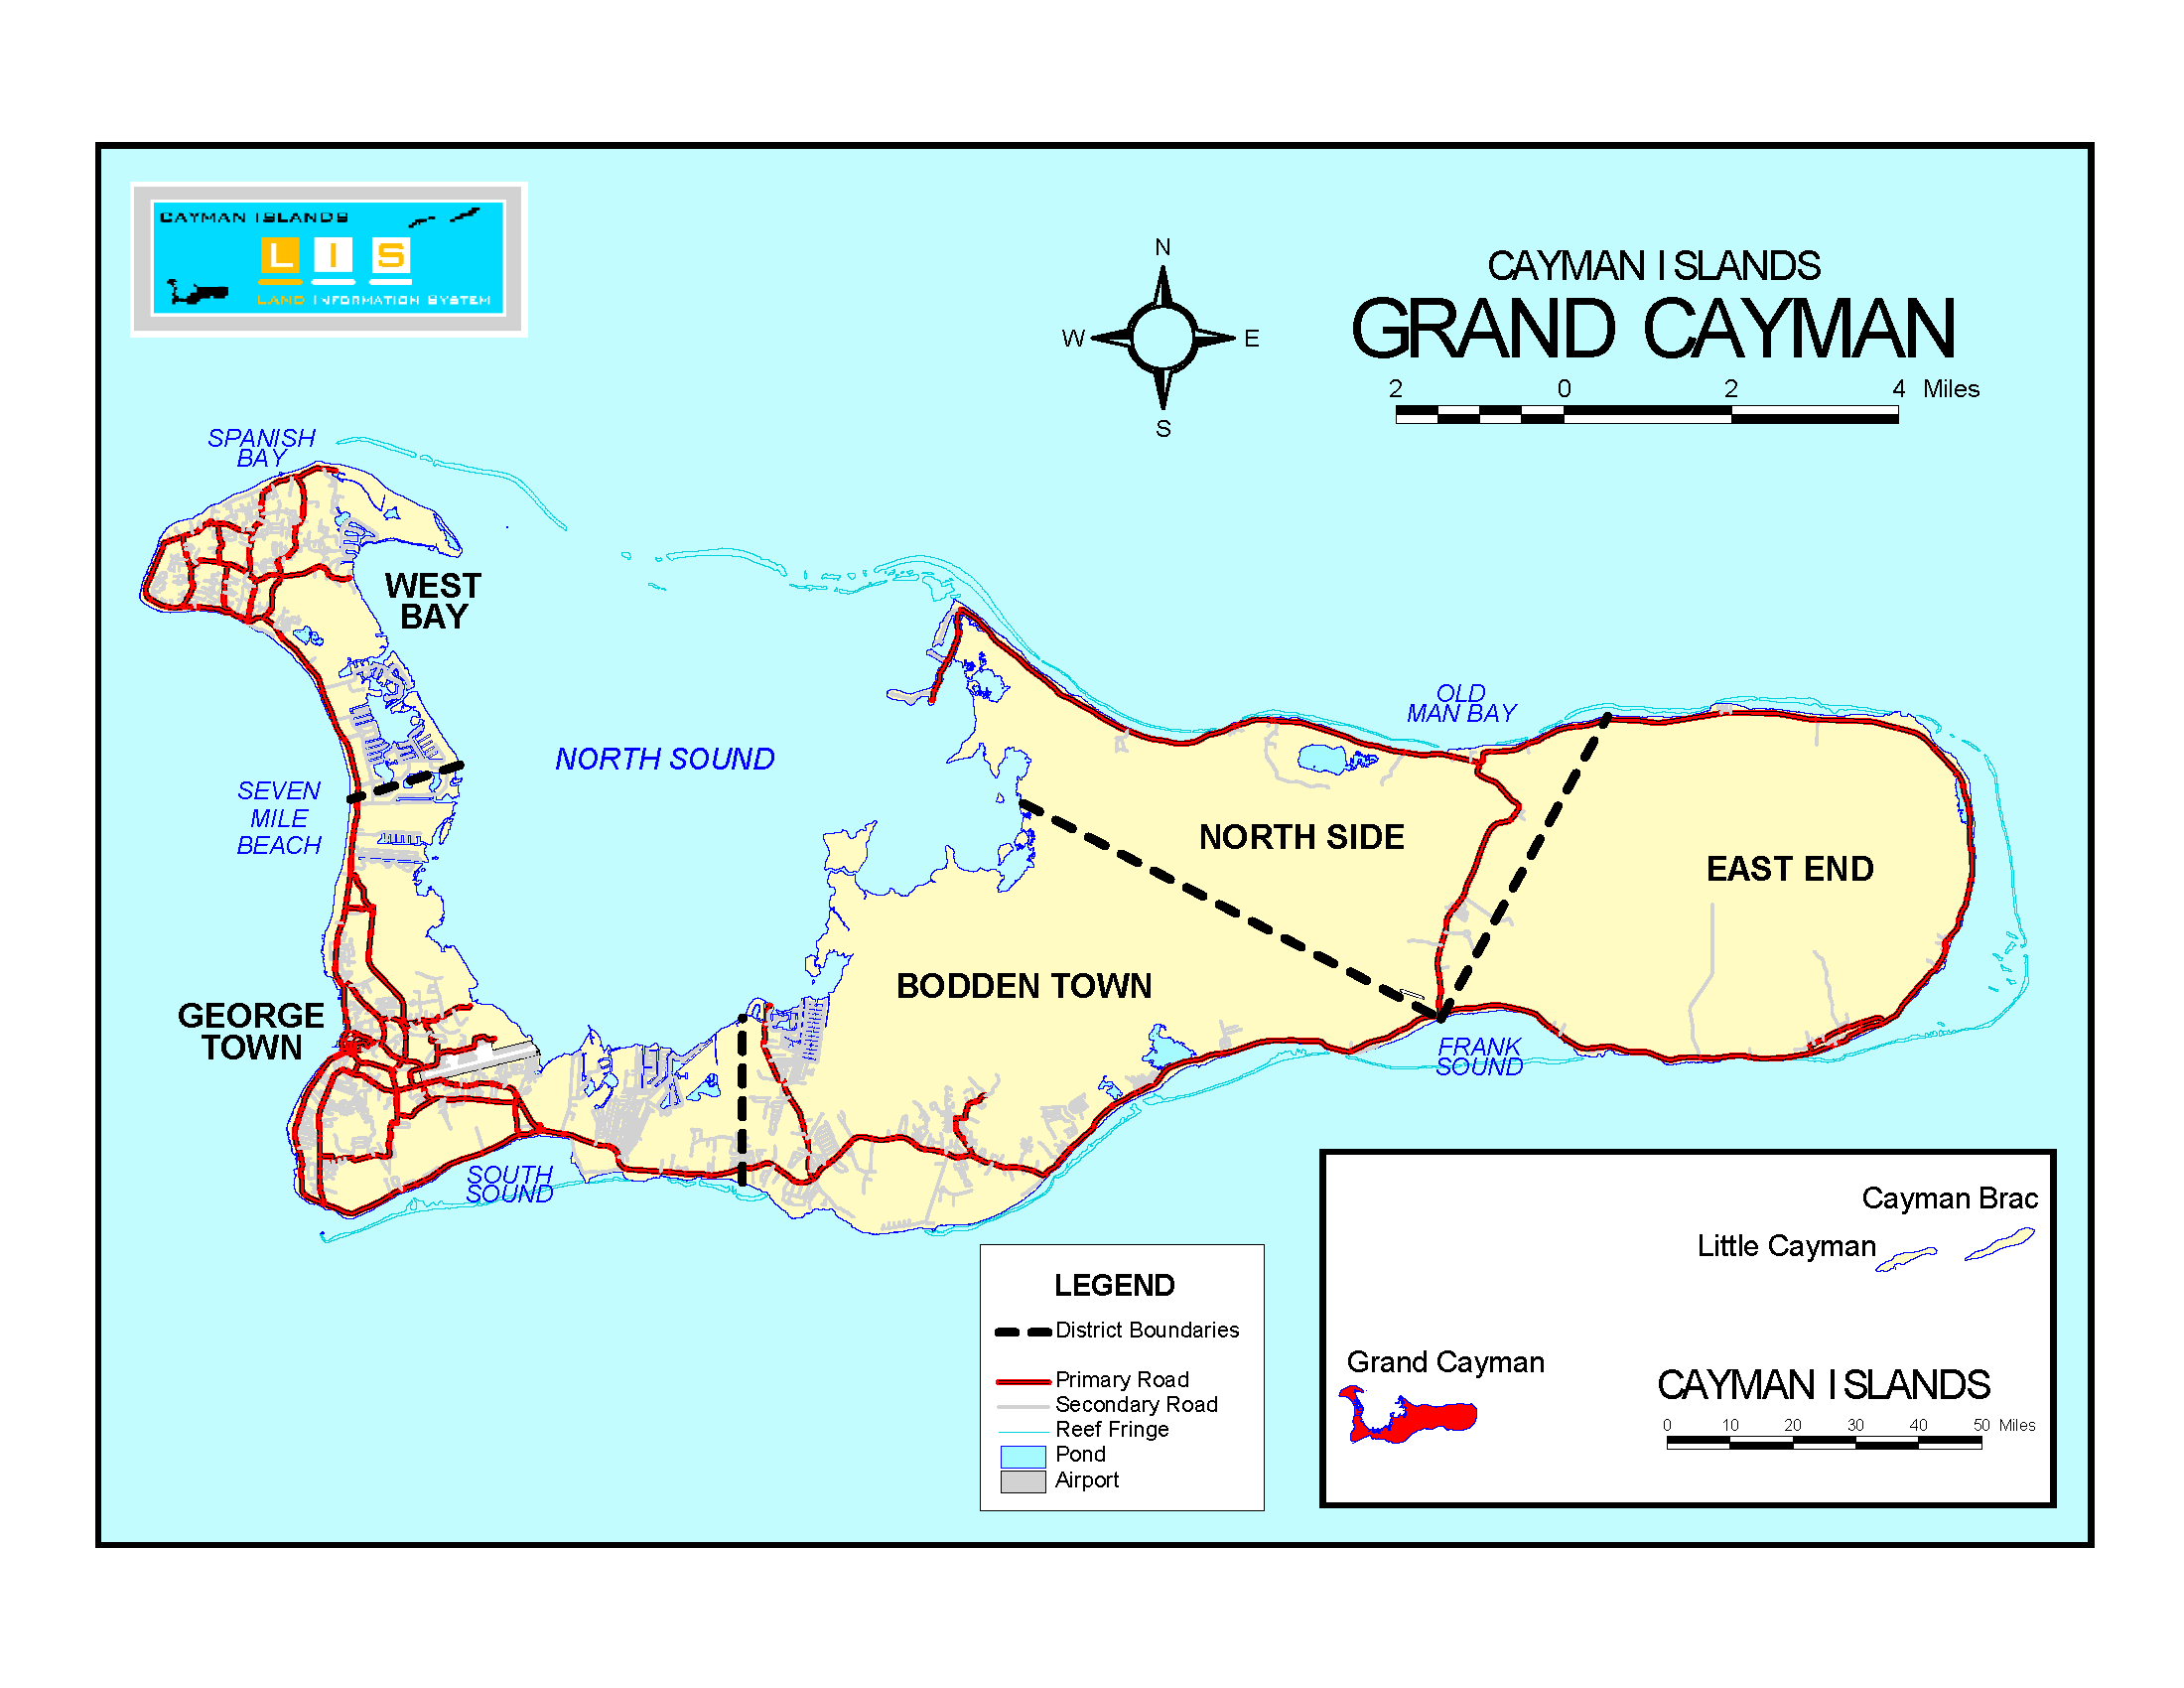 CAYMAN ISLANDS
L I S
LAND INFORMATION SYSTEM
N
W E
S
CAYMAN ISLANDS
GRAND CAYMAN
2 0 2 4 Miles
SPANISH
BAY
WEST
BAY
OLD
MAN BAY
NORTH SOUND
SEVEN
MILE
BEACH
NORTH SIDE
EAST END
BODDEN TOWN
GEORGE
TOWN
FRANK
SOUND
SOUTH
SOUND
LEGEND
District Boundaries
Primary Road
Secondary Road
Reef Fringe
Pond
Airport
Cayman Brac
Little Cayman
Grand Cayman
CAYMAN ISLANDS
0 10 20 30 40 50 Miles